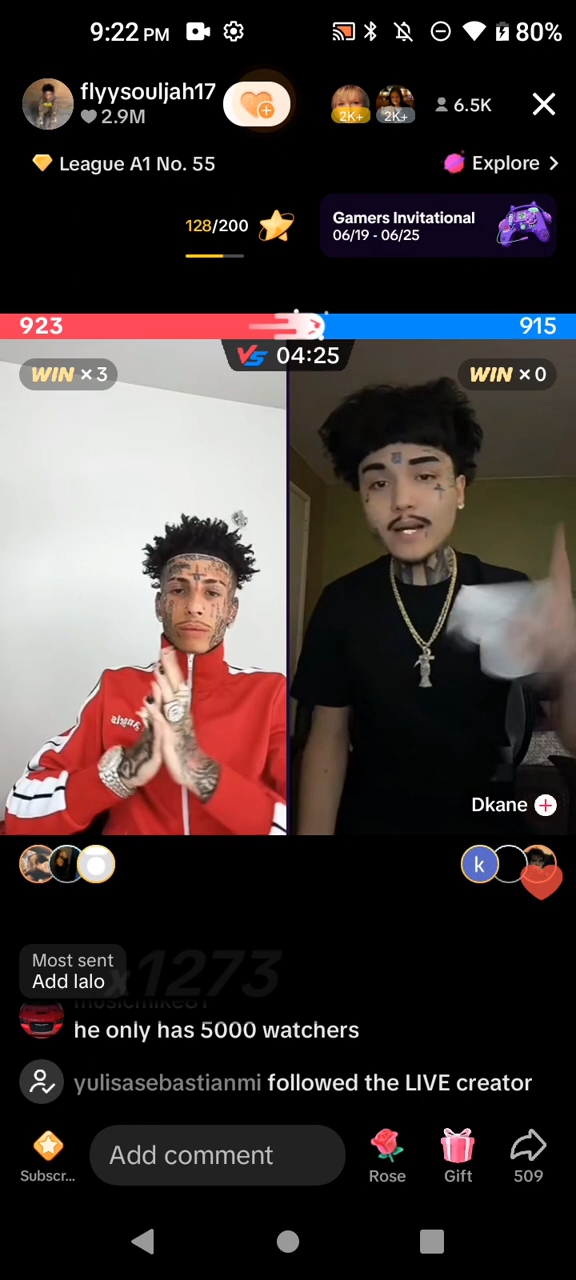 9:22 PM
80%
flyysouljah17
2.9M
2K+
2K+
6.5K
League A1 No. 55
Explore >
128/200
Gamers Invitational
06/19 - 06/25
923
915
VS 04:25
WIN × 3
WIN × 0
Dkane
k
x1273
Most sent
Add lalo
musicmike81
he only has 5000 watchers
yulisasebastianmi followed the LIVE creator
Add comment
Subscr...
Rose
Gift
509